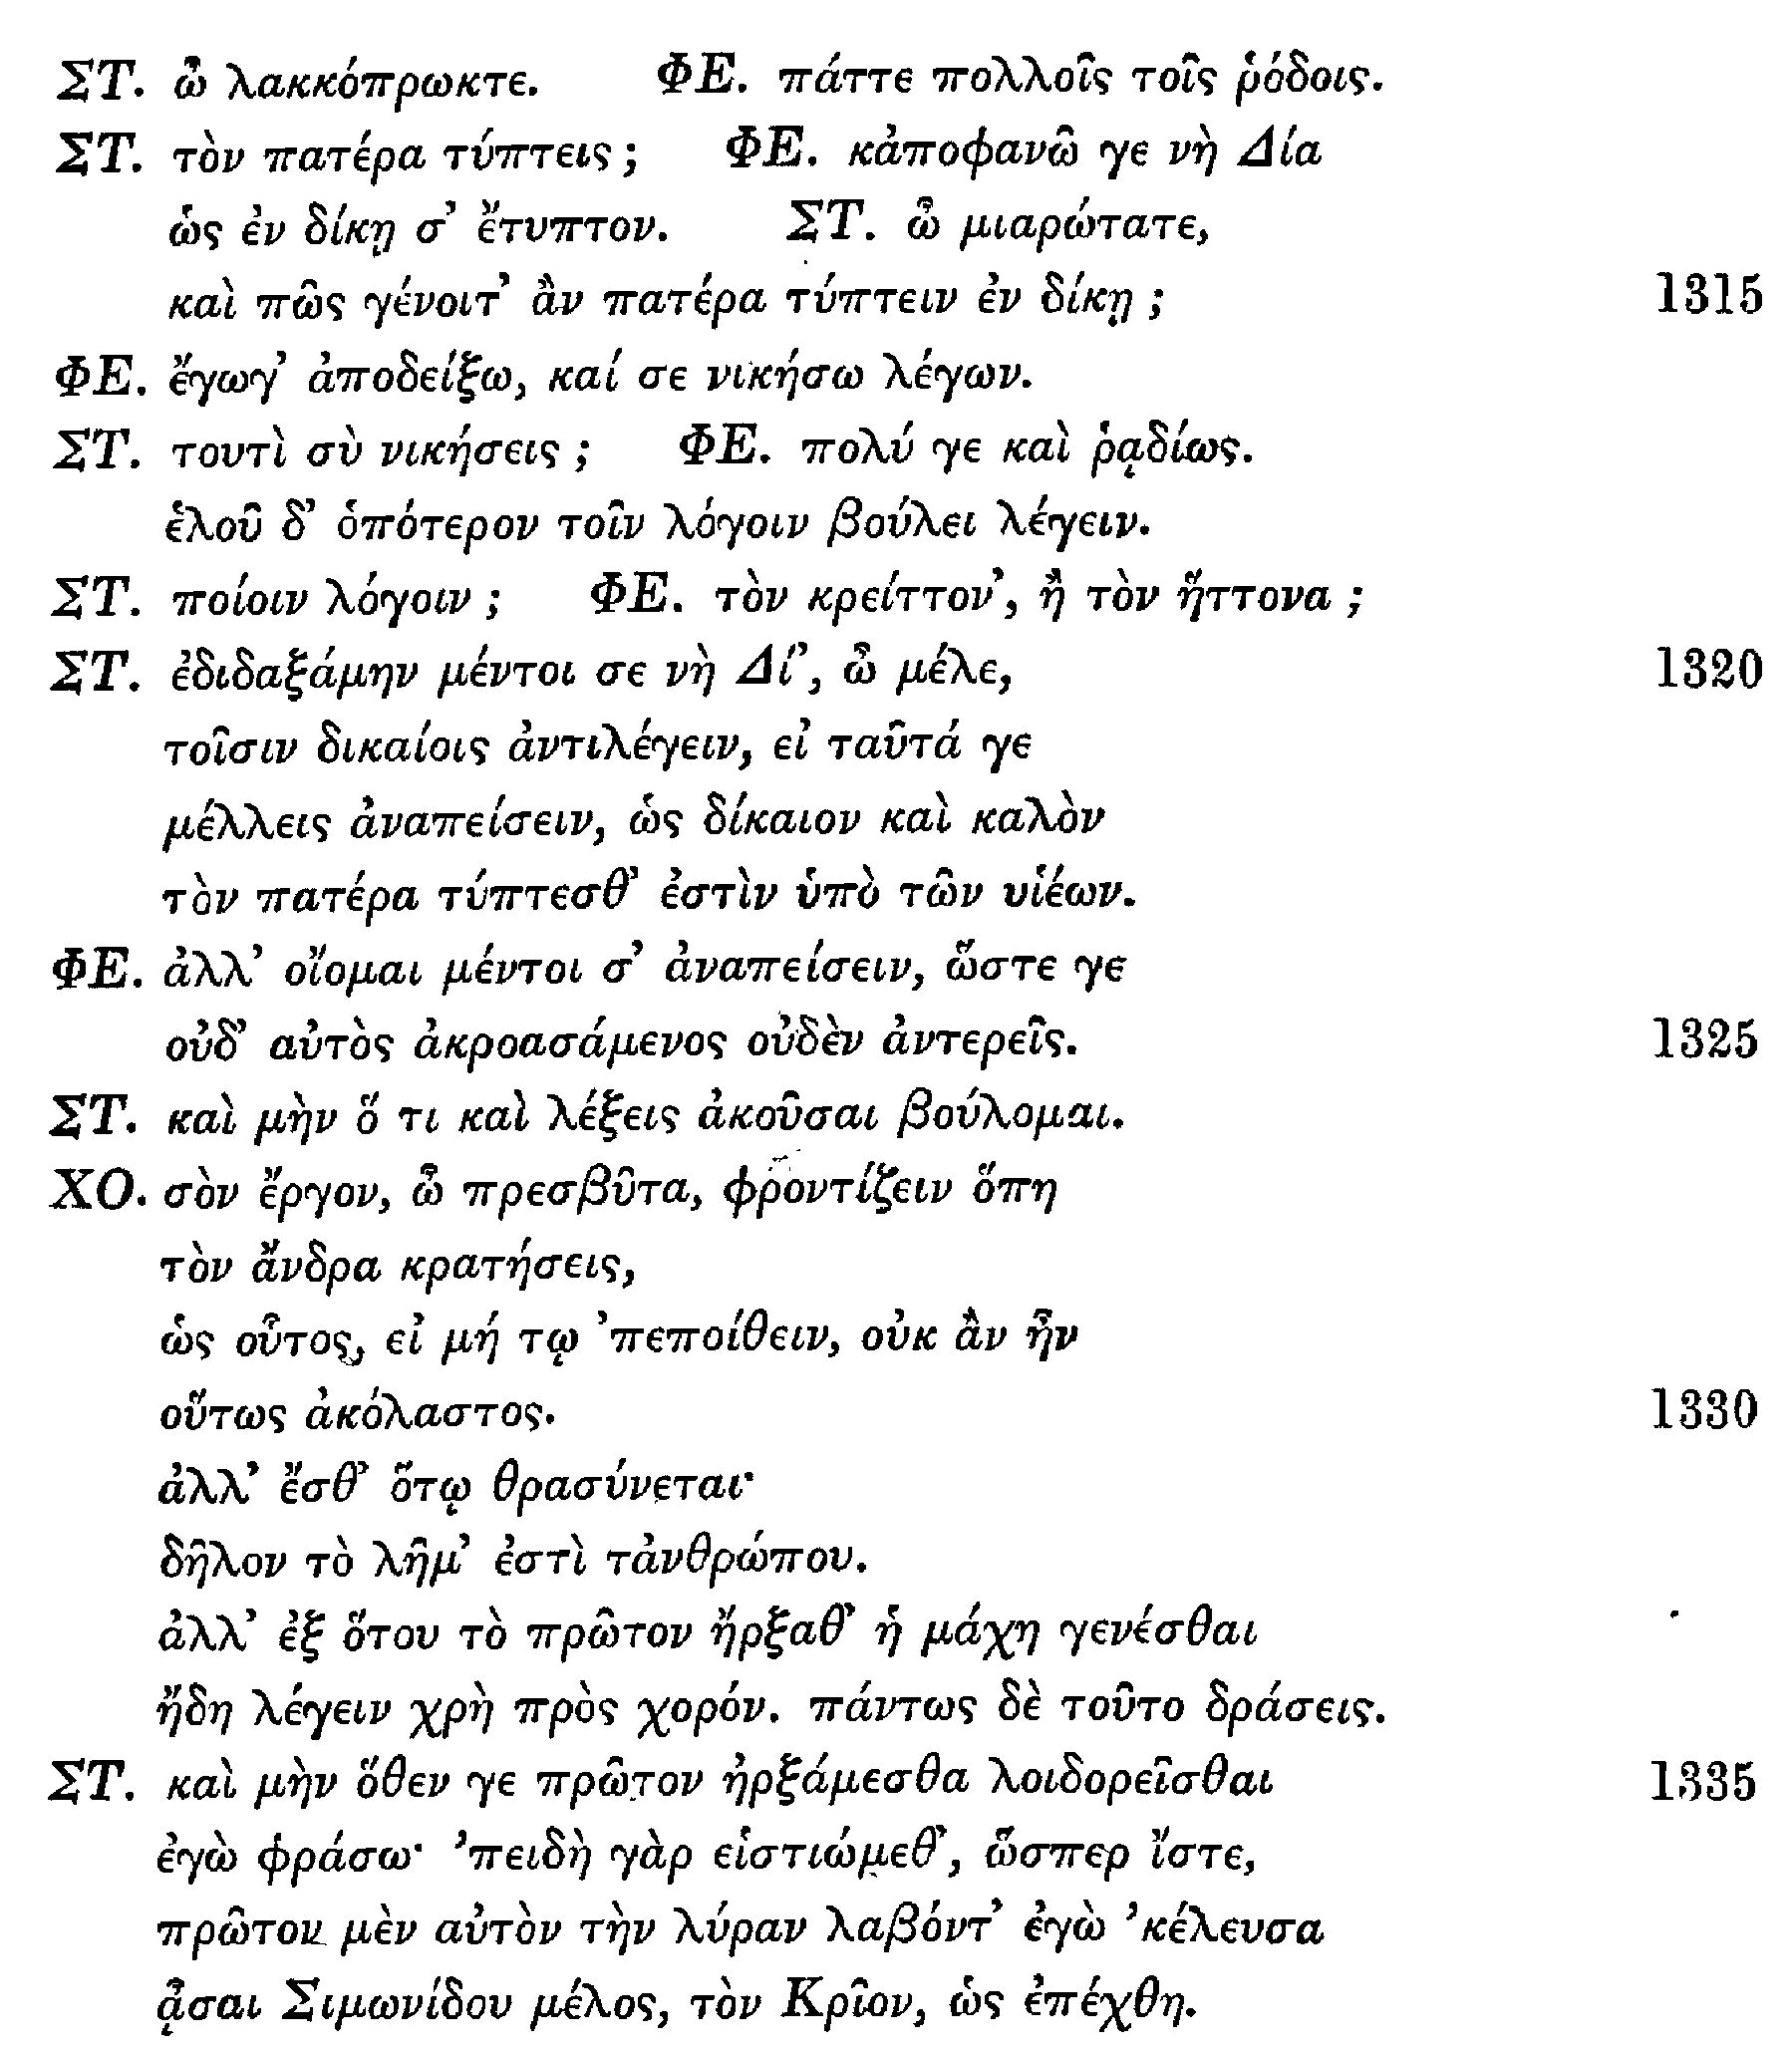 ΣΤ. ὦ λακκόπρωκτε. ΦΕ. πάττε πολλοῖς τοῖς ῥόδοις.
ΣΤ. τὸν πατέρα τύπτεις; ΦΕ. κἀποφανῶ γε νὴ Δία
ὡς ἐν δίκῃ σ’ ἔτυπτον. ΣΤ. ὦ μιαρώτατε,
καὶ πῶς γένοιτ’ ἂν πατέρα τύπτειν ἐν δίκῃ; 1315
ΦΕ. ἔγωγ’ ἀποδείξω, καί σε νικήσω λέγων.
ΣΤ. τουτὶ σὺ νικήσεις; ΦΕ. πολύ γε καὶ ῥᾳδίως.
ἑλοῦ δ’ ὁπότερον τοῖν λόγοιν βούλει λέγειν.
ΣΤ. ποίοιν λόγοιν; ΦΕ. τὸν κρείττον’, ἢ τὸν ἥττονα;
ΣΤ. ἐδιδαξάμην μέντοι σε νὴ Δί’, ὦ μέλε, 1320
τοῖσιν δικαίοις ἀντιλέγειν, εἰ ταῦτά γε
μέλλεις ἀναπείσειν, ὡς δίκαιον καὶ καλὸν
τὸν πατέρα τύπτεσθ’ ἐστὶν ὑπὸ τῶν υἱέων.
ΦΕ. ἀλλ’ οἴομαι μέντοι σ’ ἀναπείσειν, ὥστε γε
οὐδ’ αὐτὸς ἀκροασάμενος οὐδὲν ἀντερεῖς. 1325
ΣΤ. καὶ μὴν ὅ τι καὶ λέξεις ἀκοῦσαι βούλομαι.
ΧΟ. σὸν ἔργον, ὦ πρεσβῦτα, φροντίζειν ὅπη
τὸν ἄνδρα κρατήσεις,
ὡς οὗτος, εἰ μή τῳ ’πεποίθειν, οὐκ ἂν ἦν
οὕτως ἀκόλαστος. 1330
ἀλλ’ ἔσθ’ ὅτῳ θρασύνεται·
δῆλον τὸ λῆμ’ ἐστὶ τἀνθρώπου.
ἀλλ’ ἐξ ὅτου τὸ πρῶτον ἤρξαθ’ ἡ μάχη γενέσθαι
ἤδη λέγειν χρὴ πρὸς χορόν. πάντως δὲ τοῦτο δράσεις.
ΣΤ. καὶ μὴν ὅθεν γε πρῶτον ἠρξάμεσθα λοιδορεῖσθαι 1335
ἐγὼ φράσω· ’πειδὴ γὰρ εἱστιώμεθ’, ὥσπερ ἴστε,
πρῶτον μὲν αὐτὸν τὴν λύραν λαβόντ’ ἐγὼ ’κέλευσα
ᾆσαι Σιμωνίδου μέλος, τὸν Κρῖον, ὡς ἐπέχθη.